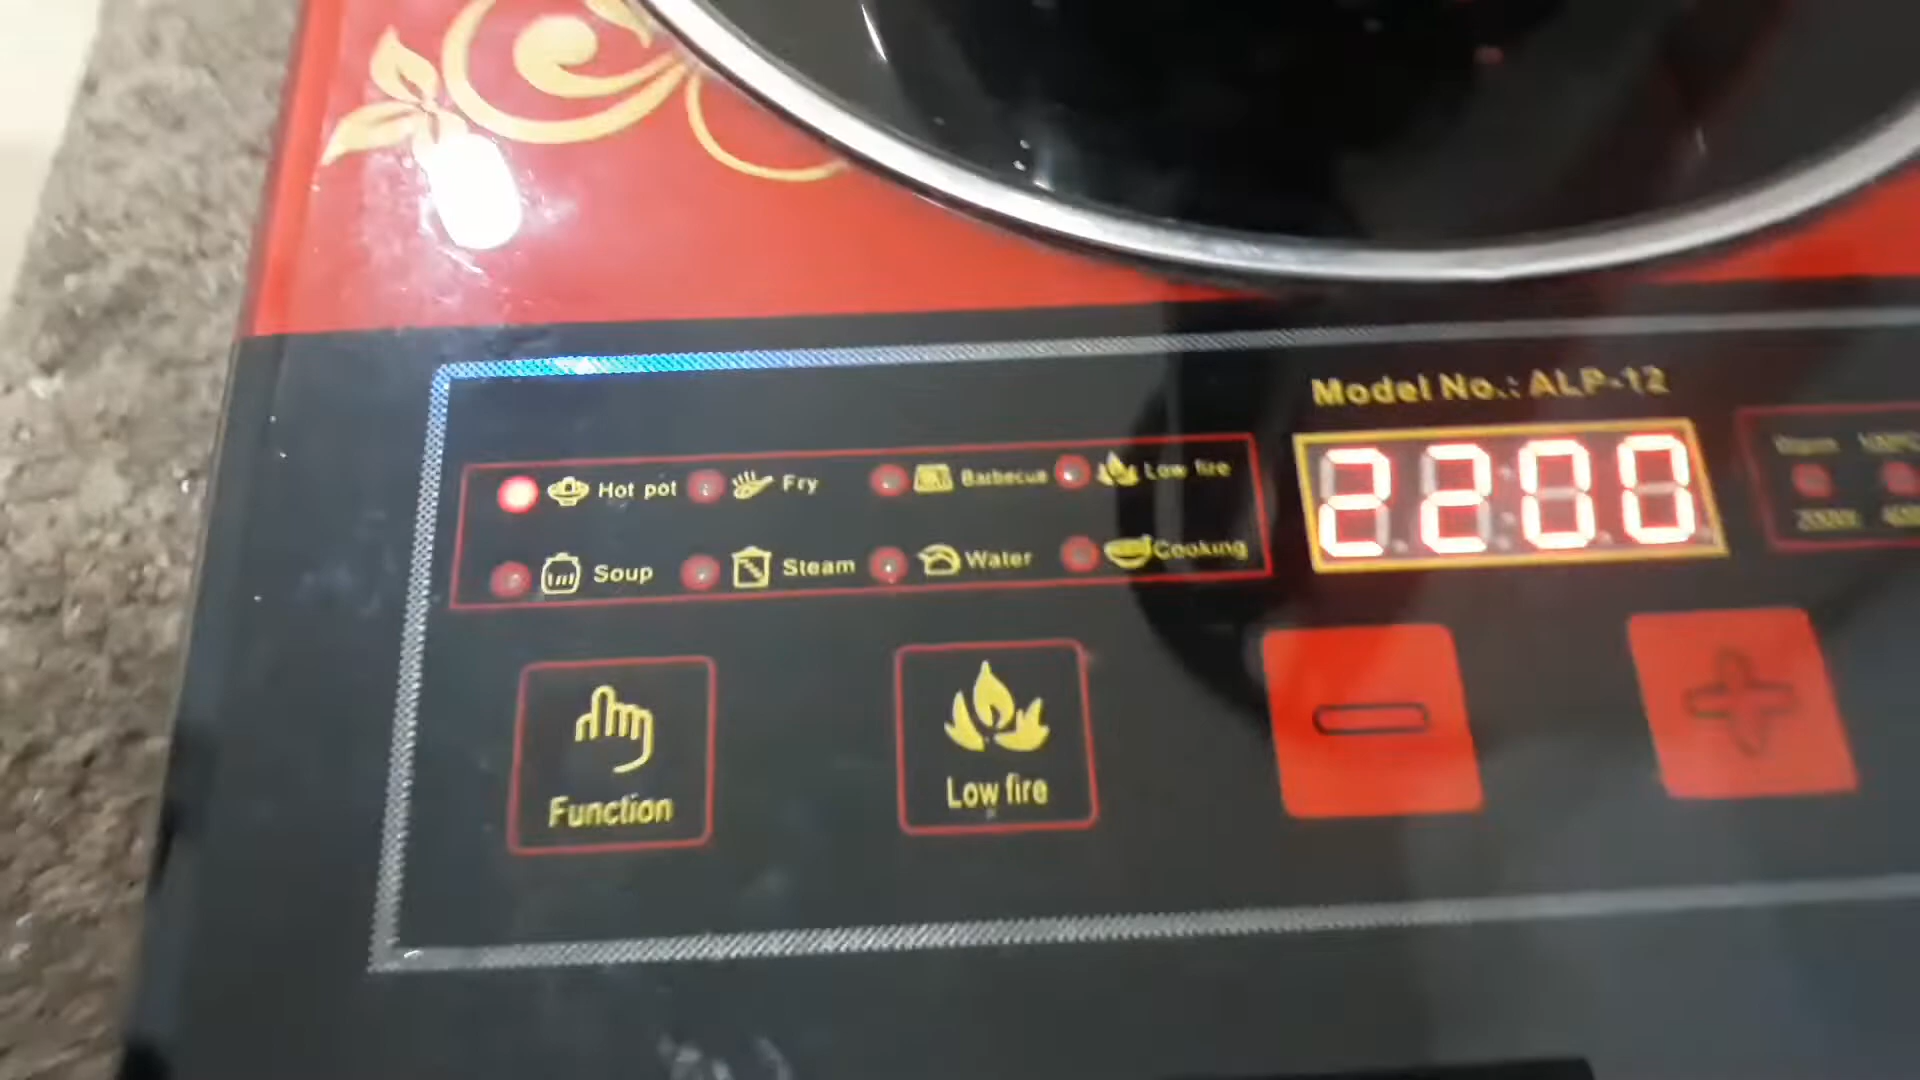 Model No.: ALP-12
Hot pot Fry Barbecue Low fire
2200
Soup Steam Water Cooking
Function
Low fire